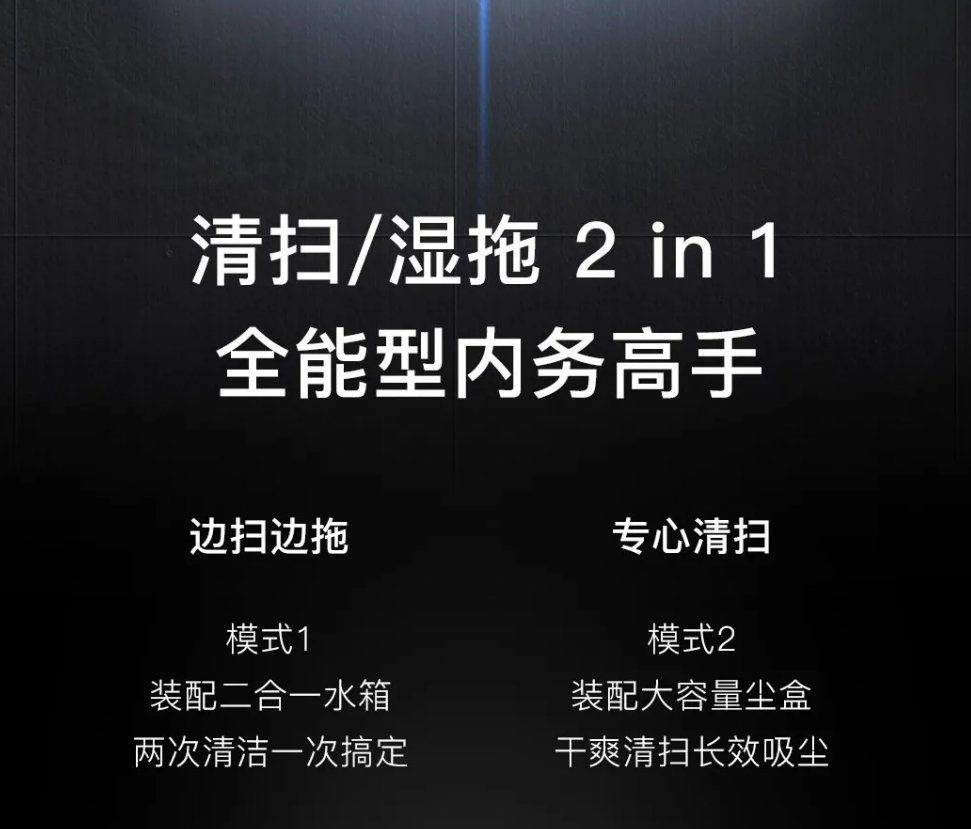 清扫/湿拖 2 in 1
全能型内务高手
边扫边拖
模式1
装配二合一水箱
两次清洁一次搞定
专心清扫
模式2
装配大容量尘盒
干爽清扫长效吸尘